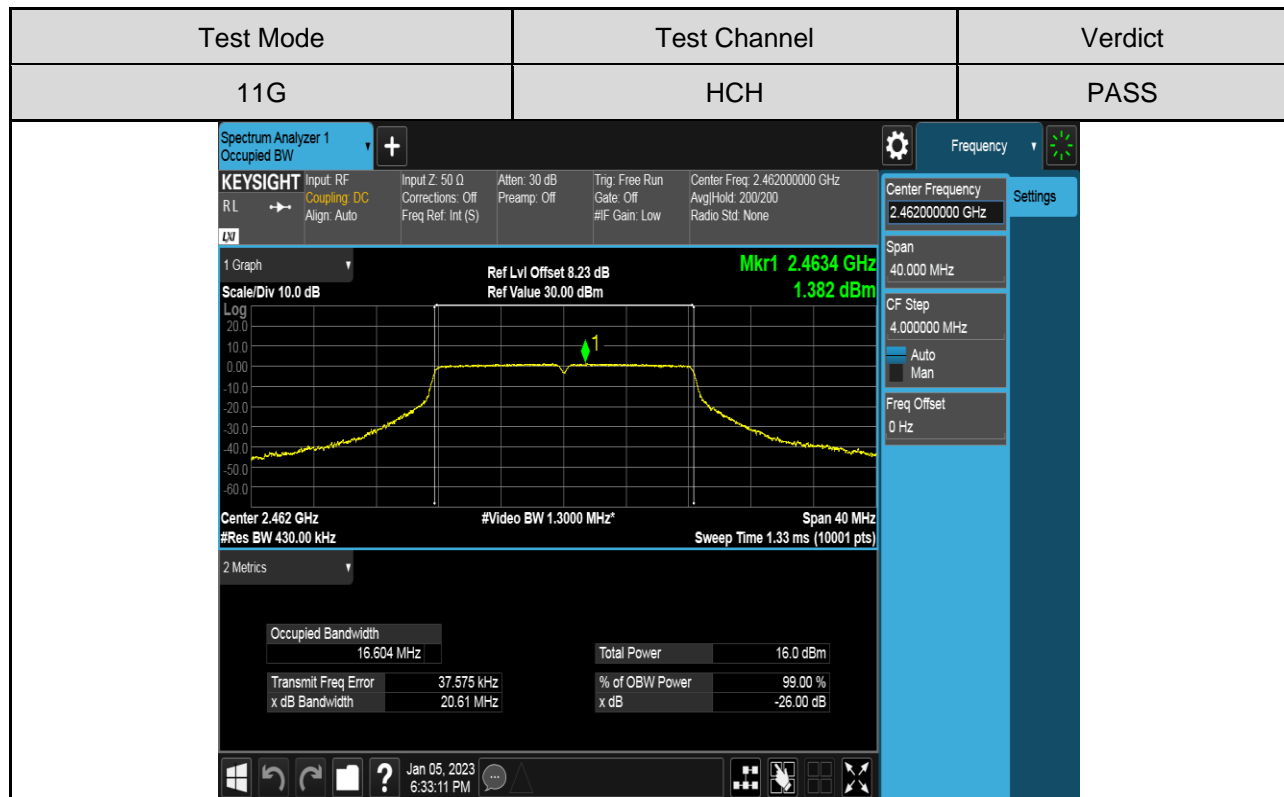 Test Mode Test Channel Verdict
11G HCH PASS
Spectrum Analyzer 1
Occupied BW
+
Frequency
KEYSIGHT
RL
LXI
Input: RF
Coupling: DC
Align: Auto
Input Z: 50 Ω
Corrections: Off
Freq Ref: Int (S)
Atten: 30 dB
Preamp: Off
Trig: Free Run
Gate: Off
#IF Gain: Low
Center Freq: 2.462000000 GHz
Avg|Hold: 200/200
Radio Std: None
Center Frequency
2.462000000 GHz
Settings
Span
40.000 MHz
CF Step
4.000000 MHz
Auto
Man
Freq Offset
0 Hz
1 Graph
Scale/Div 10.0 dB
Ref Lvl Offset 8.23 dB
Ref Value 30.00 dBm
Mkr1 2.4634 GHz
1.382 dBm
Log
20.0
10.0
0.00
-10.0
-20.0
-30.0
-40.0
-50.0
-60.0
1
Center 2.462 GHz #Video BW 1.3000 MHz* Span 40 MHz
#Res BW 430.00 kHz Sweep Time 1.33 ms (10001 pts)
2 Metrics
Occupied Bandwidth
16.604 MHz
Total Power 16.0 dBm
Transmit Freq Error 37.575 kHz % of OBW Power 99.00 %
x dB Bandwidth 20.61 MHz x dB -26.00 dB
?
Jan 05, 2023
6:33:11 PM